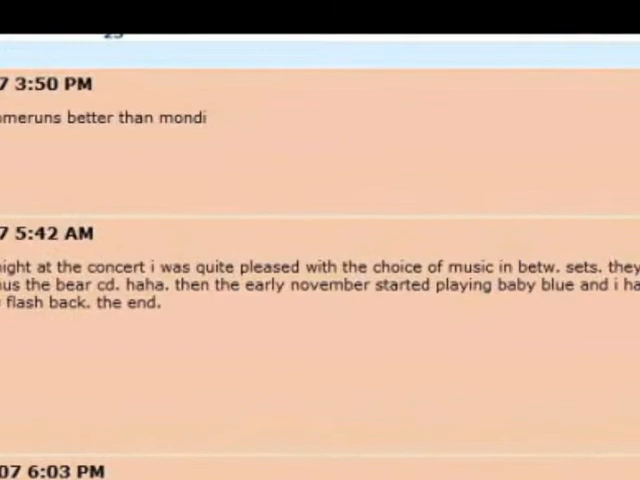 7 3:50 PM
omeruns better than mondi
7 5:42 AM
ight at the concert i was quite pleased with the choice of music in betw. sets. they
us the bear cd. haha. then the early november started playing baby blue and i ha
flash back. the end.
07 6:03 PM